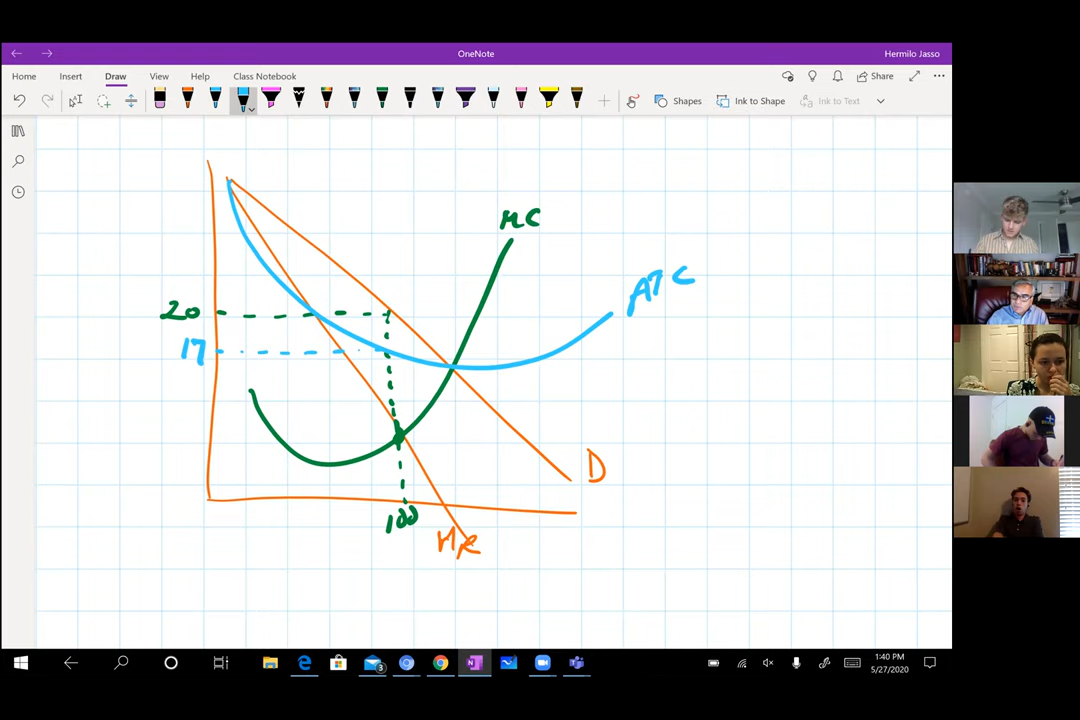 OneNote
Hermilo Jasso
Home Insert Draw View Help Class Notebook
Share
Shapes
Ink to Shape
Ink to Text
MC
ATC
20
17
D
100
MR
3
1:40 PM
5/27/2020